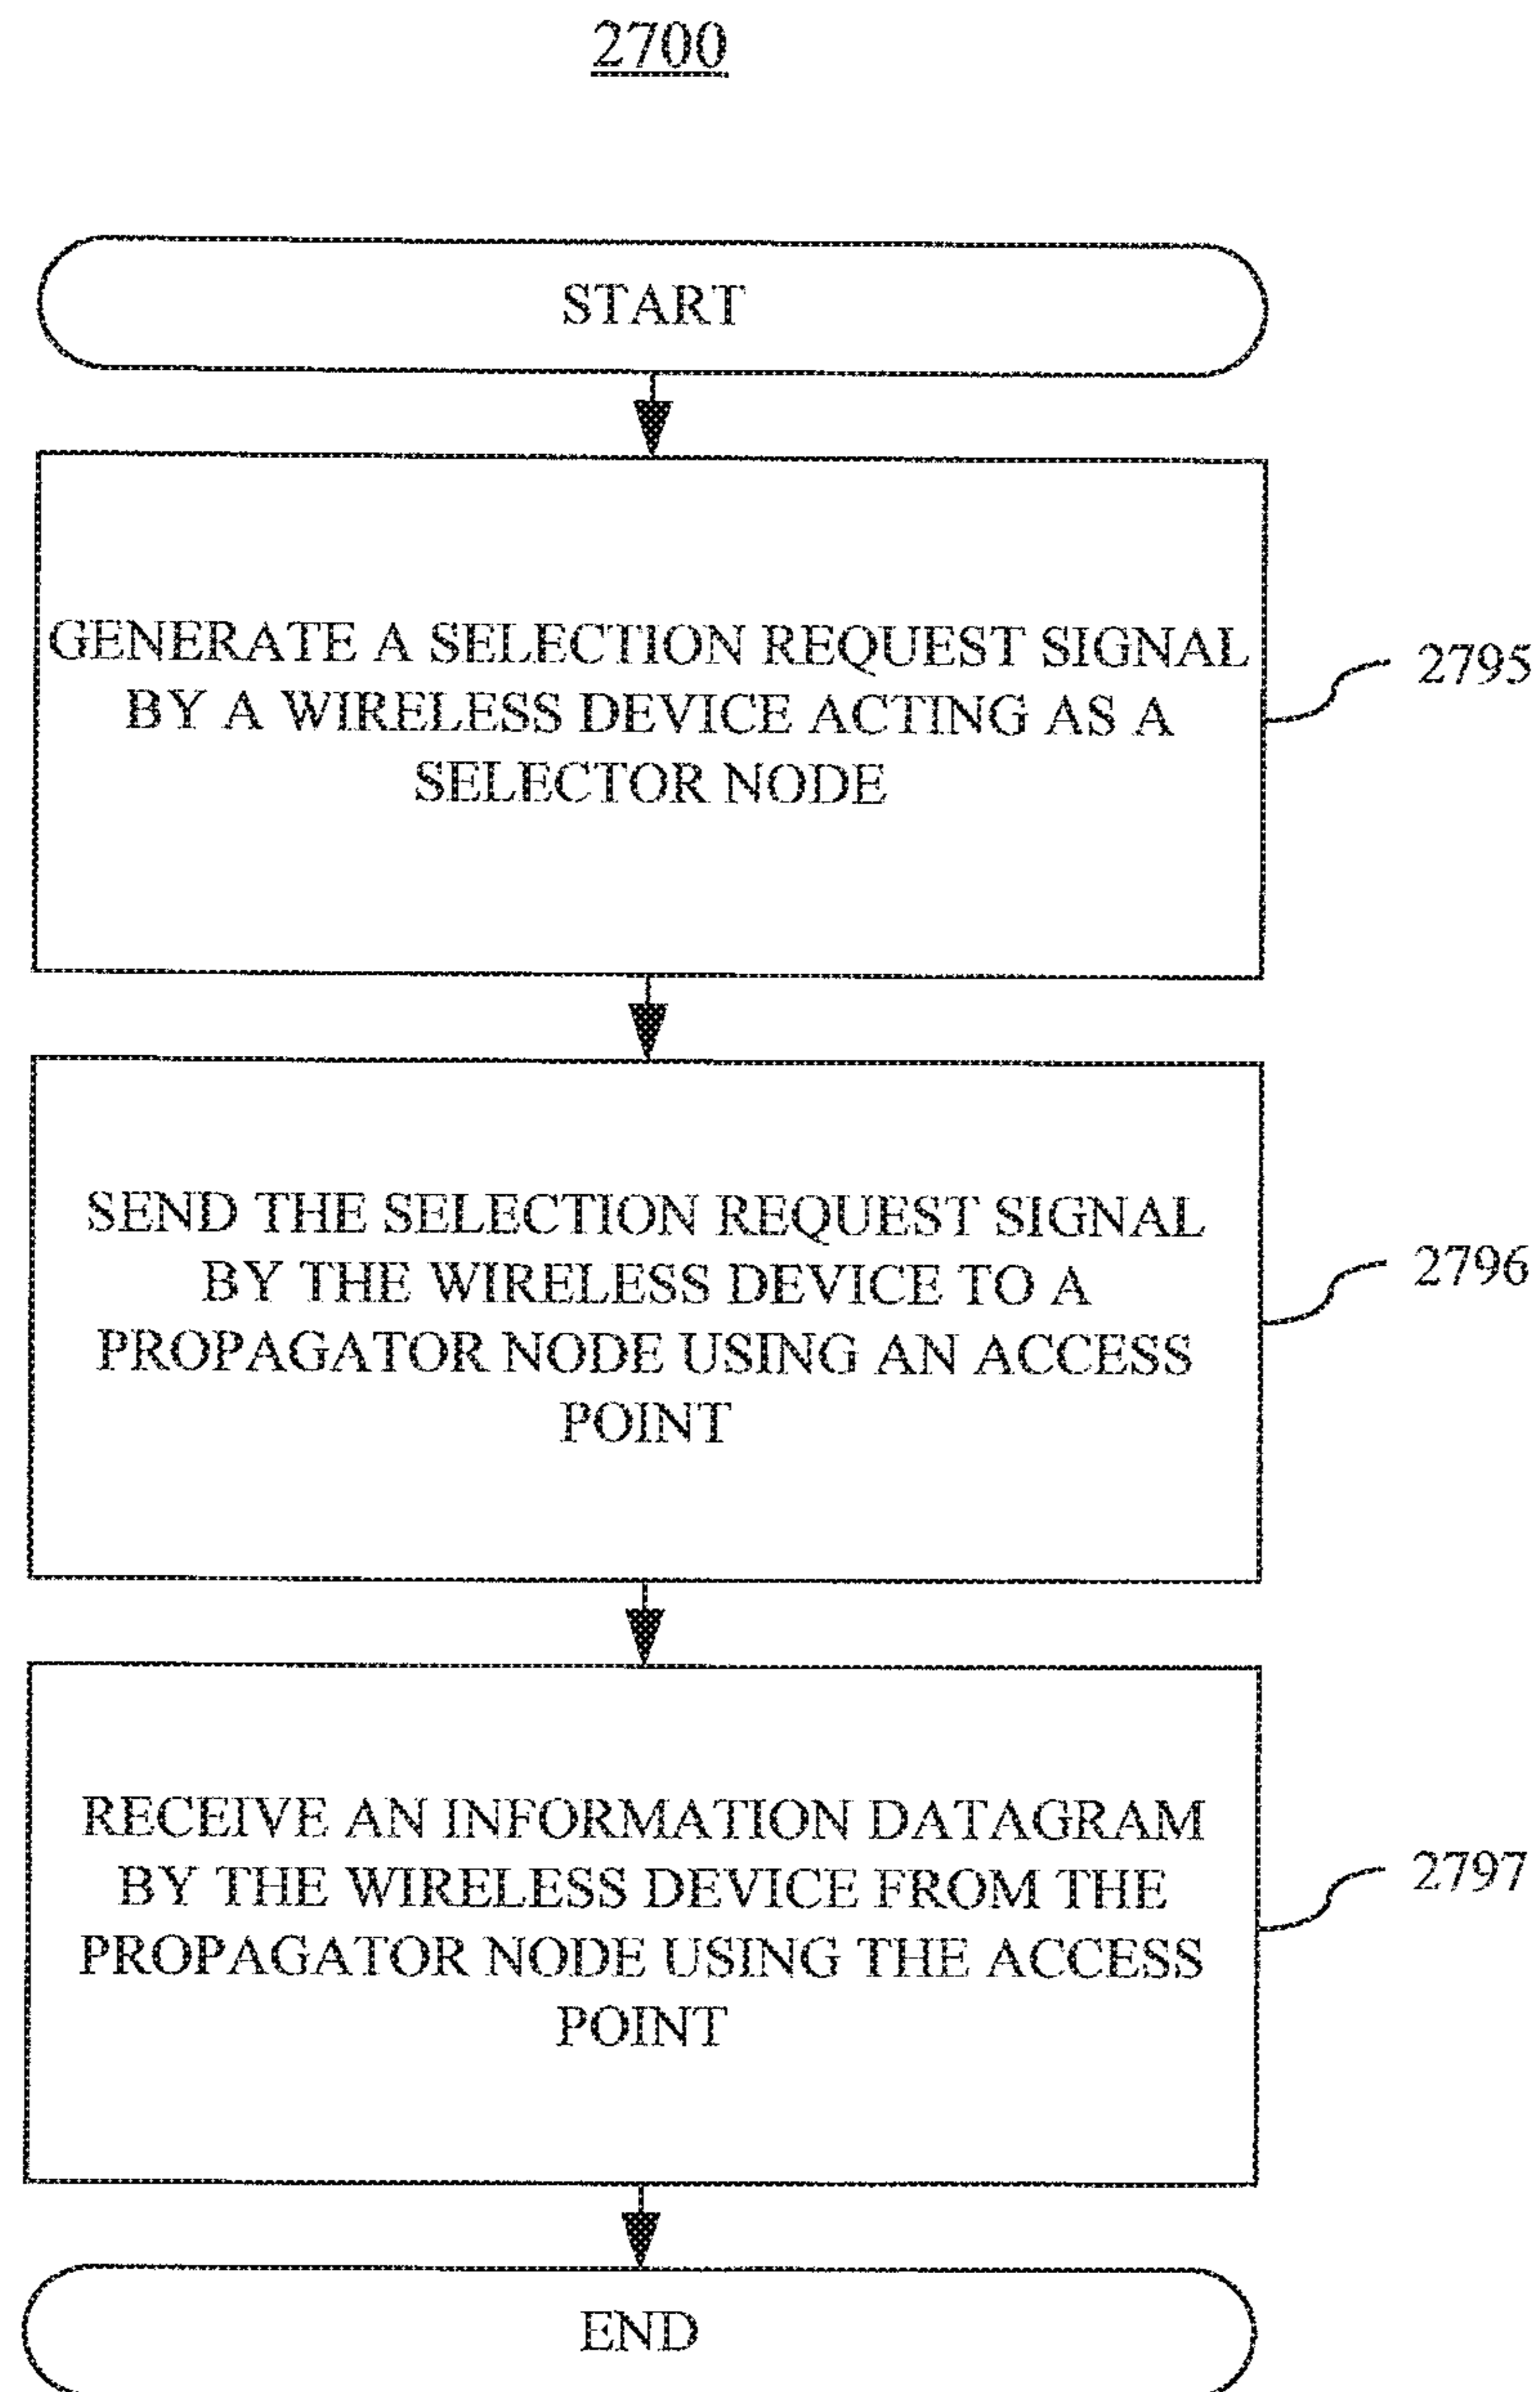 2700
START
GENERATE A SELECTION REQUEST SIGNAL
BY A WIRELESS DEVICE ACTING AS A
SELECTOR NODE
2795
SEND THE SELECTION REQUEST SIGNAL
BY THE WIRELESS DEVICE TO A
PROPAGATOR NODE USING AN ACCESS
POINT
2796
RECEIVE AN INFORMATION DATAGRAM
BY THE WIRELESS DEVICE FROM THE
PROPAGATOR NODE USING THE ACCESS
POINT
2797
END